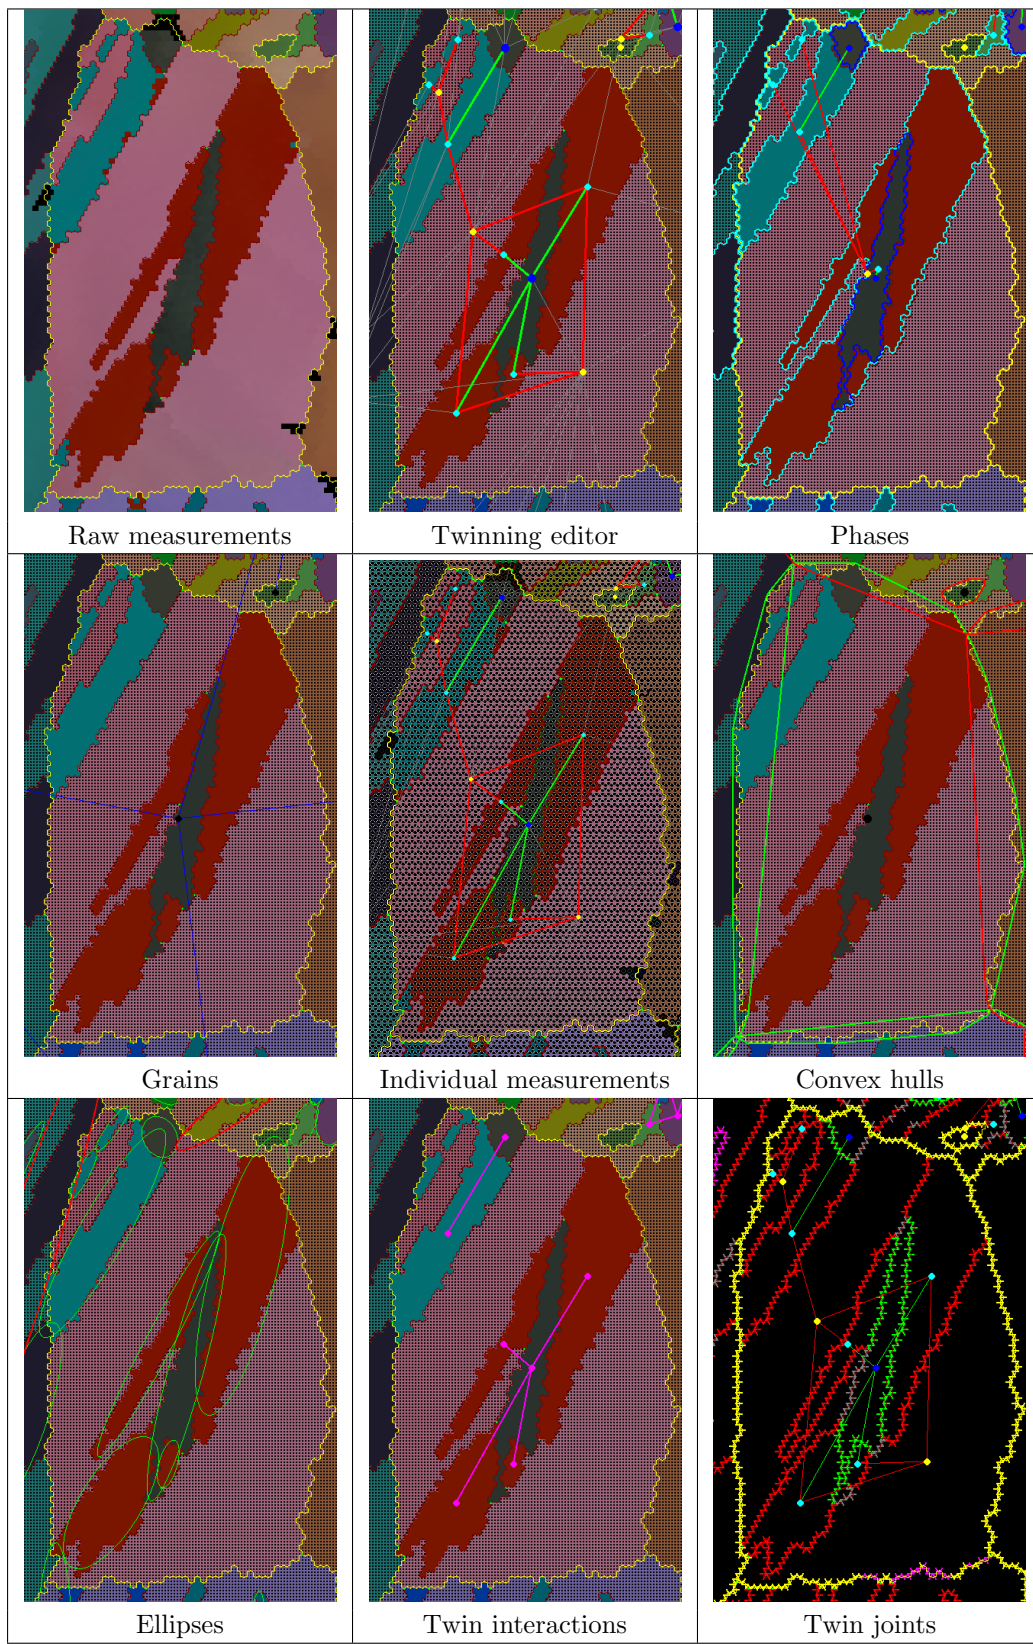 Raw measurements
Twinning editor
Phases
Grains
Individual measurements
Convex hulls
Ellipses
Twin interactions
Twin joints